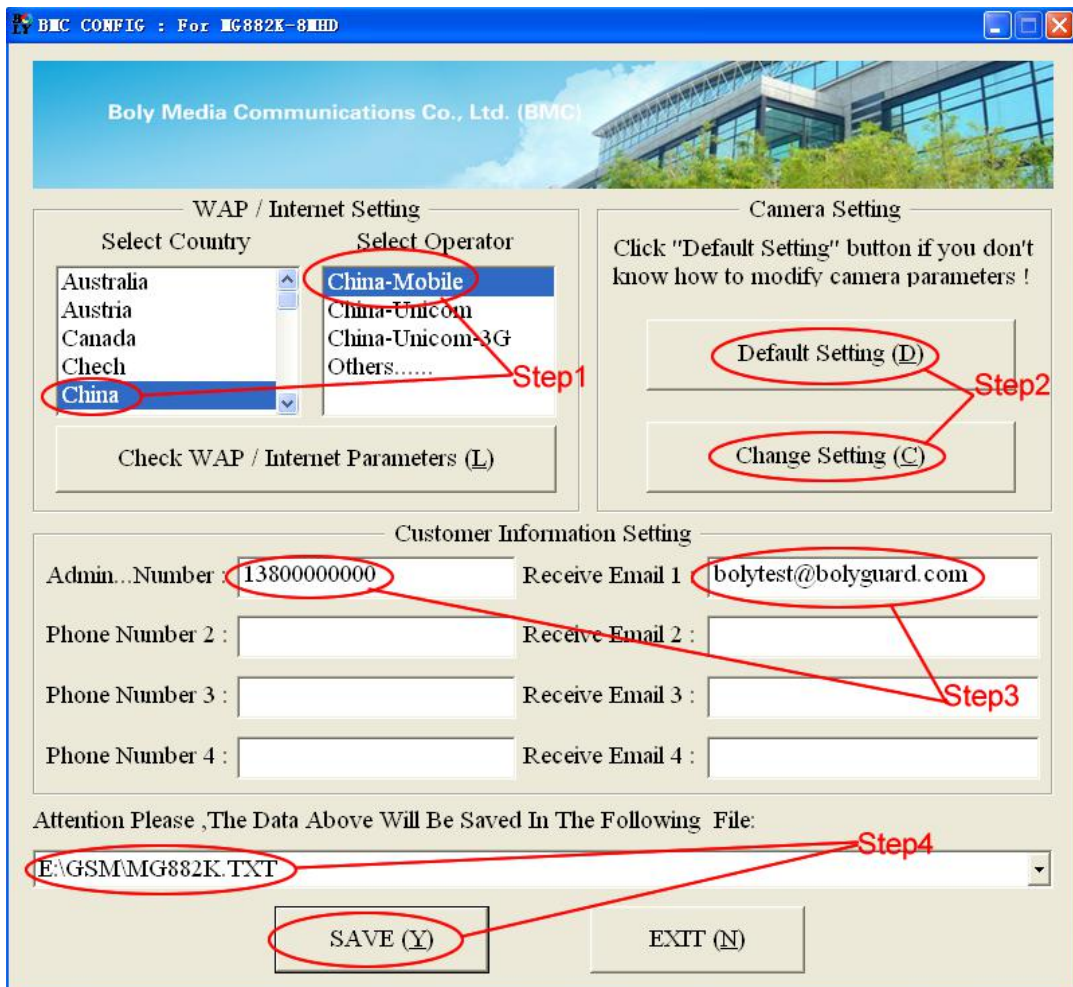 BMC CONFIG : For MG882K-8MHD
Boly Media Communications Co., Ltd. (BMC)
WAP / Internet Setting
Select Country
Select Operator
Australia
Austria
Canada
Chech
China
China-Mobile
China-Unicom
China-Unicom-3G
Others......
Step1
Check WAP / Internet Parameters (L)
Camera Setting
Click "Default Setting" button if you don't
know how to modify camera parameters !
Default Setting (D)
Step2
Change Setting (C)
Customer Information Setting
Admin...Number : 13800000000
Receive Email 1 : bolytest@bolyguard.com
Phone Number 2 :
Receive Email 2 :
Phone Number 3 :
Receive Email 3 :
Step3
Phone Number 4 :
Receive Email 4 :
Attention Please ,The Data Above Will Be Saved In The Following File:
Step4
E:\GSM\MG882K.TXT
SAVE (Y)
EXIT (N)